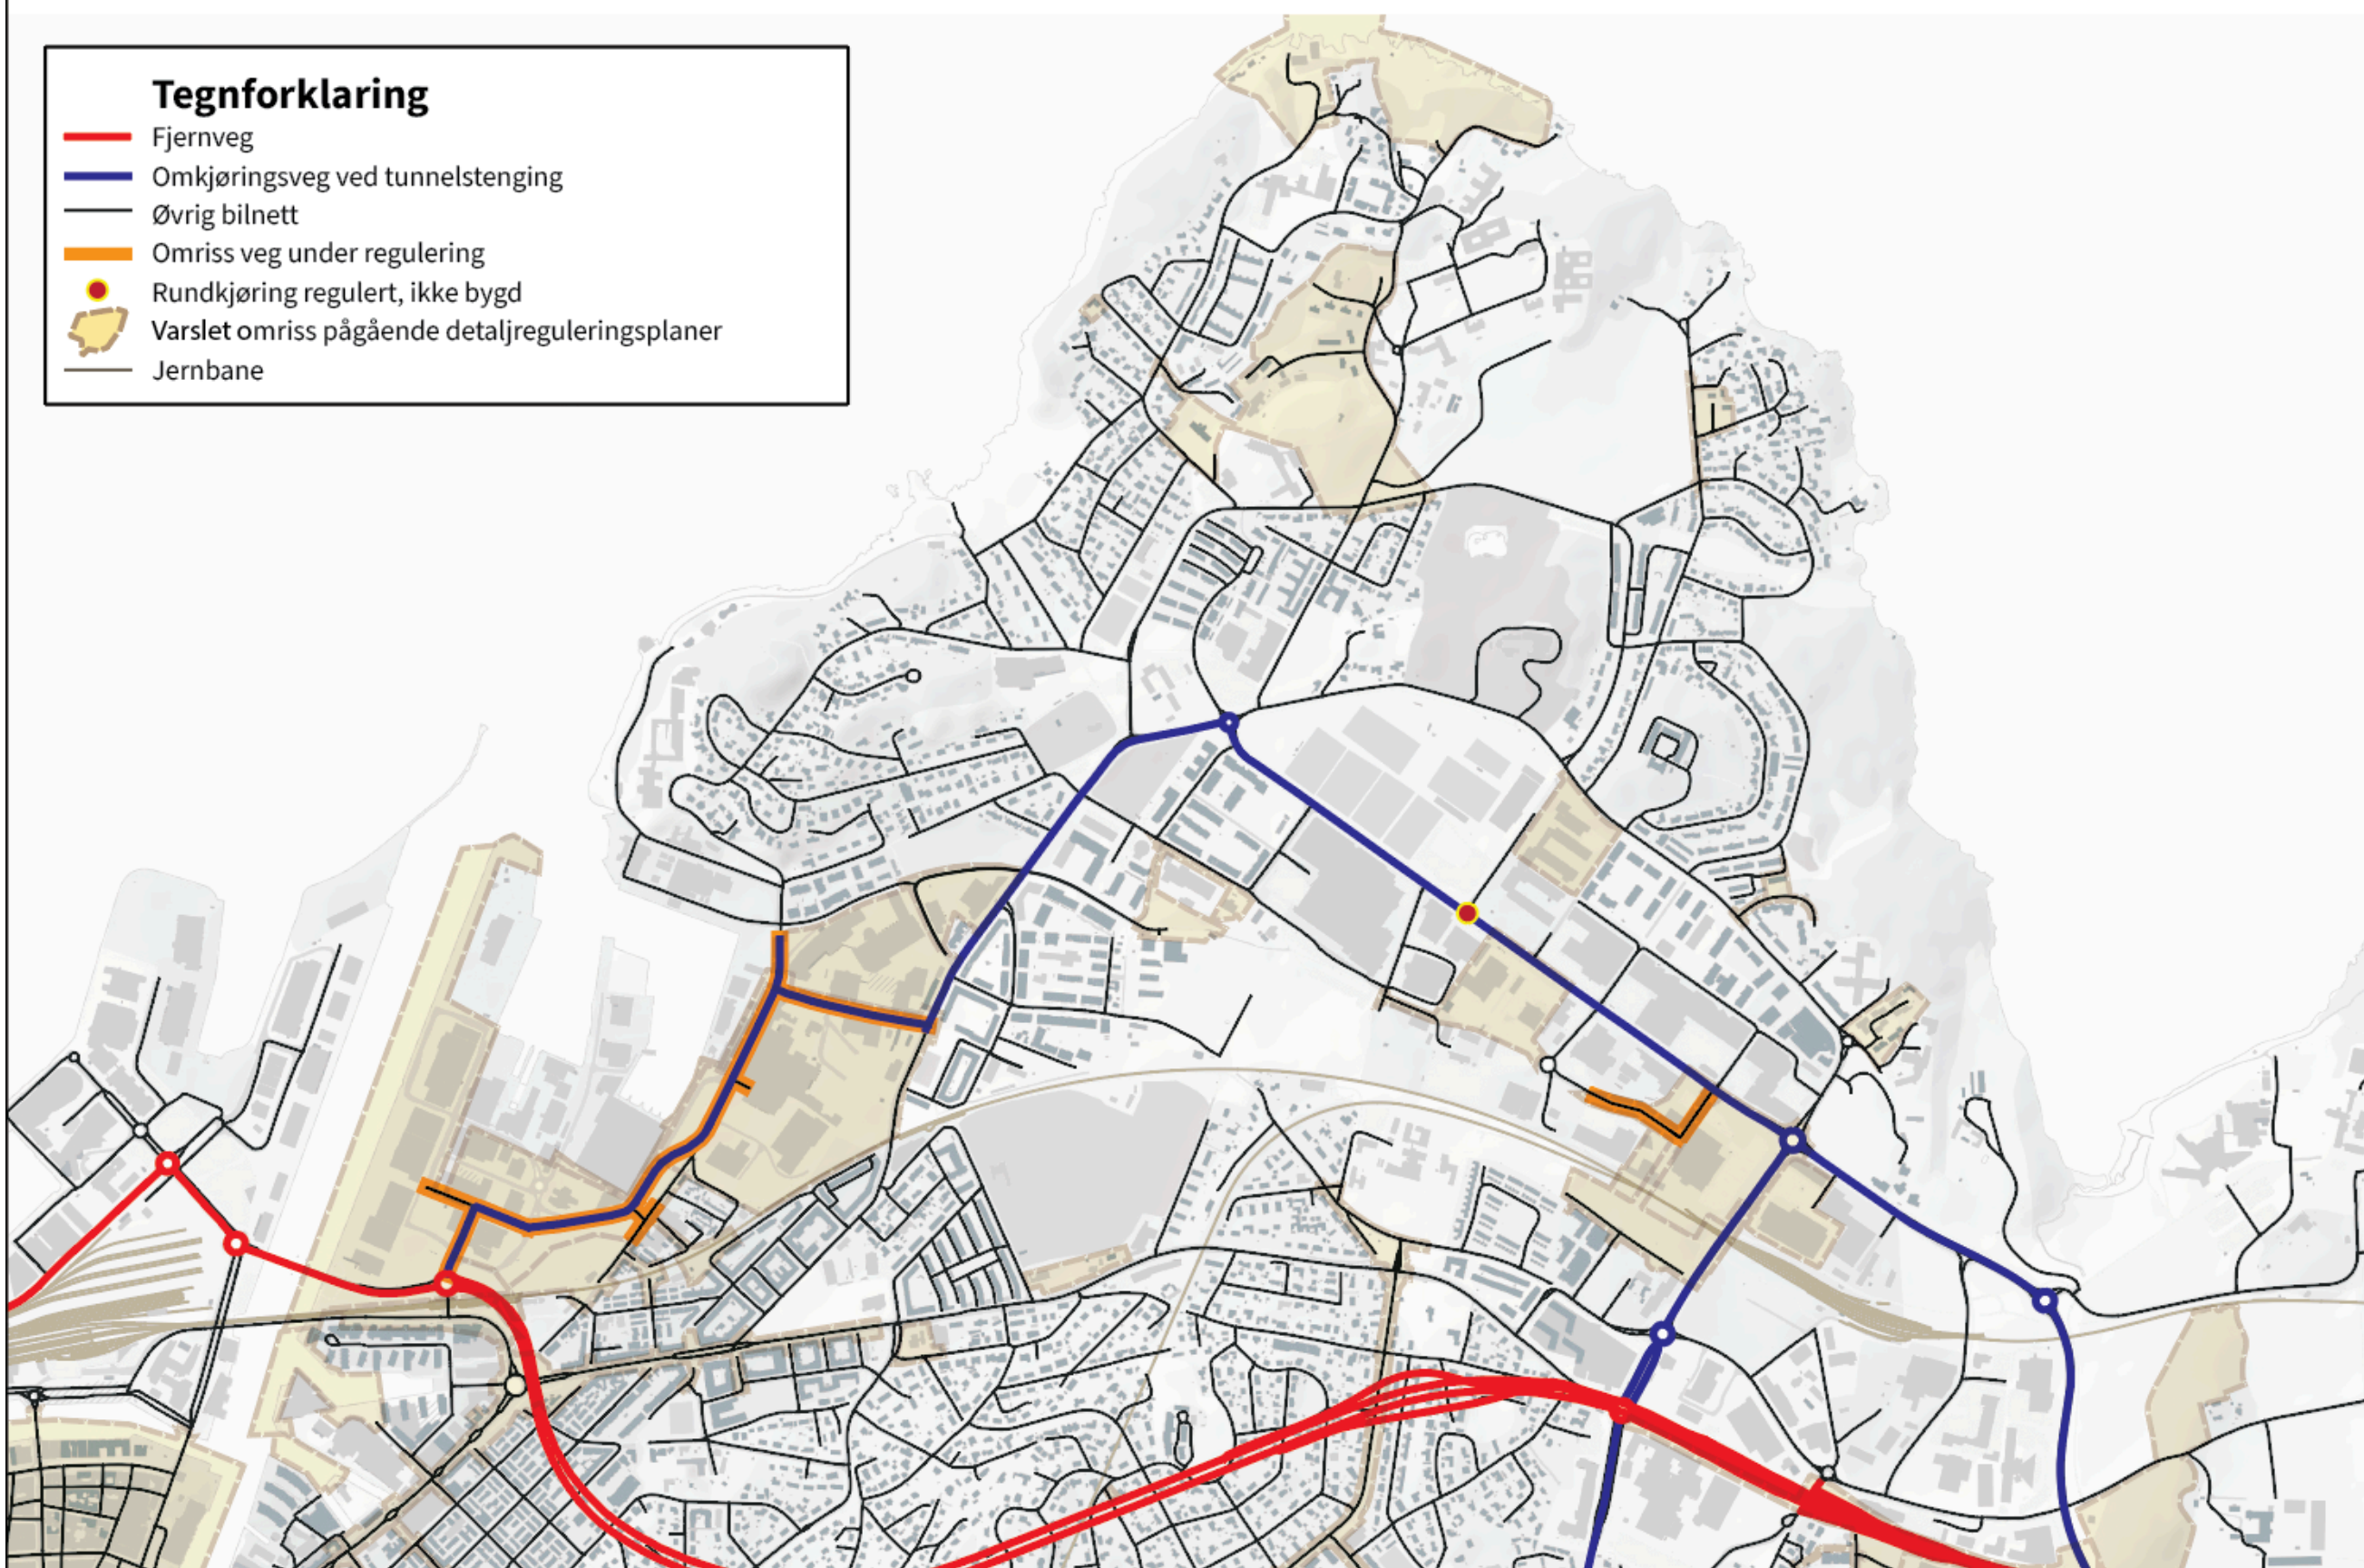 Tegnforklaring
Fjernveg
Omkjøringsveg ved tunnelstenging
Øvrig bilnett
Omriss veg under regulering
Rundkjøring regulert, ikke bygd
Varslet omriss pågående detaljreguleringsplaner
Jernbane